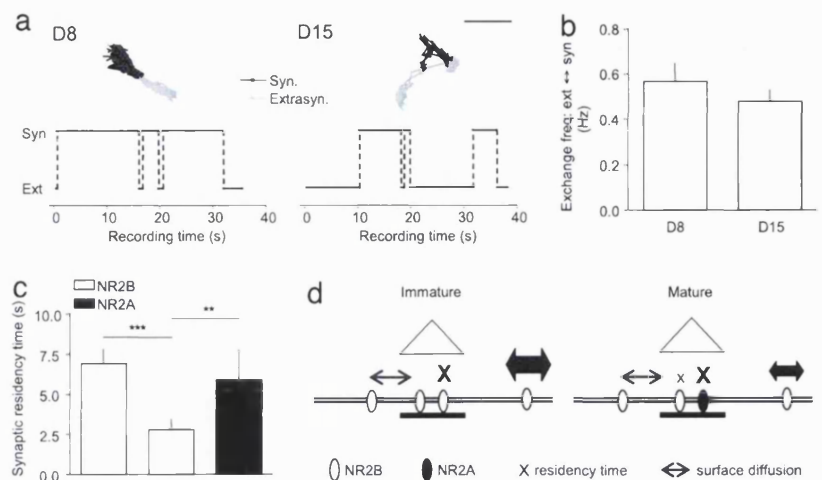 a
D8
D15
Syn.
Extrasyn.
Syn
Ext
0 10 20 30 40
Recording time (s)
0 10 20 30 40
Recording time (s)
b
Exchange freq: ext ↔ syn
(Hz)
0.8
0.6
0.4
0.2
0.0
D8 D15
c
NR2B
NR2A
Synaptic residency time (s)
10.0
7.5
5.0
2.5
0.0
***
**
d
Immature
Mature
X
x X
NR2B NR2A X residency time surface diffusion